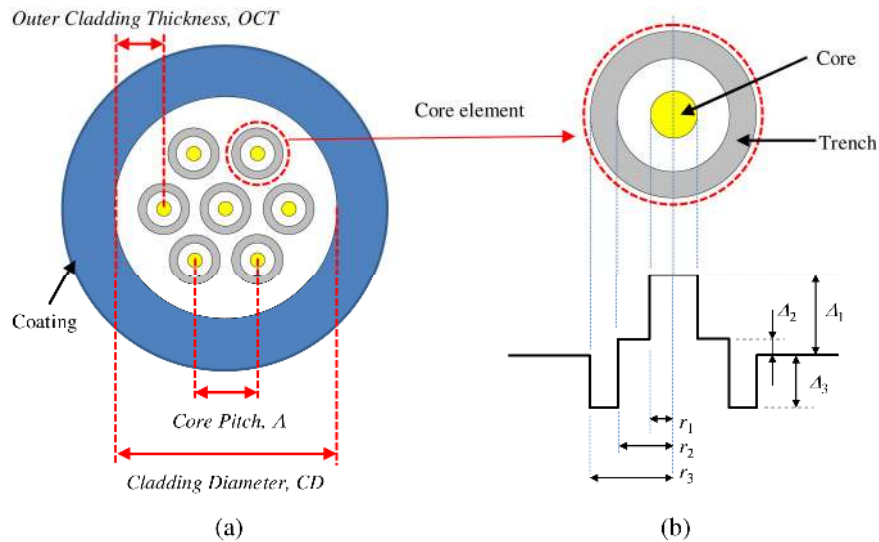 Outer Cladding Thickness, OCT
Core element
Core
Trench
Coating
Core Pitch, Λ
Cladding Diameter, CD
Δ2
Δ1
Δ3
r1
r2
r3
(a)
(b)